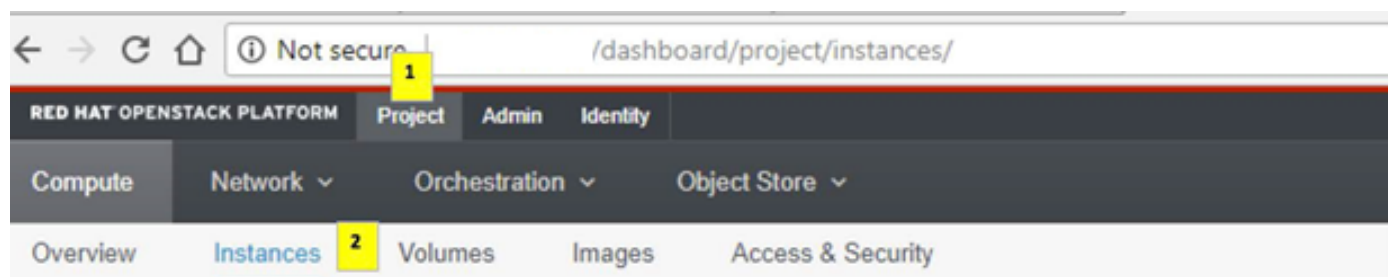 Not secure /dashboard/project/instances/
1
RED HAT OPENSTACK PLATFORM Project Admin Identity
Compute Network Orchestration Object Store
Overview Instances 2 Volumes Images Access & Security